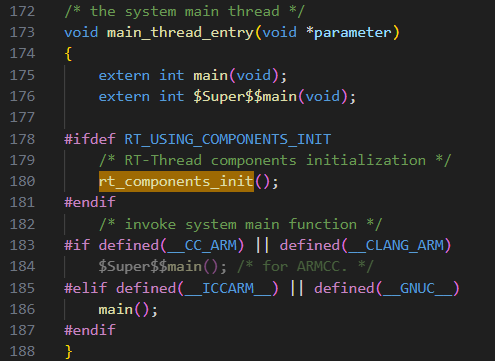 172 /* the system main thread */
173 void main_thread_entry(void *parameter)
174 {
175     extern int main(void);
176     extern int $Super$$main(void);
177
178 #ifdef RT_USING_COMPONENTS_INIT
179     /* RT-Thread components initialization */
180     rt_components_init();
181 #endif
182     /* invoke system main function */
183 #if defined(__CC_ARM) || defined(__CLANG_ARM)
184     $Super$$main(); /* for ARMCC. */
185 #elif defined(__ICCARM__) || defined(__GNUC__)
186     main();
187 #endif
188 }